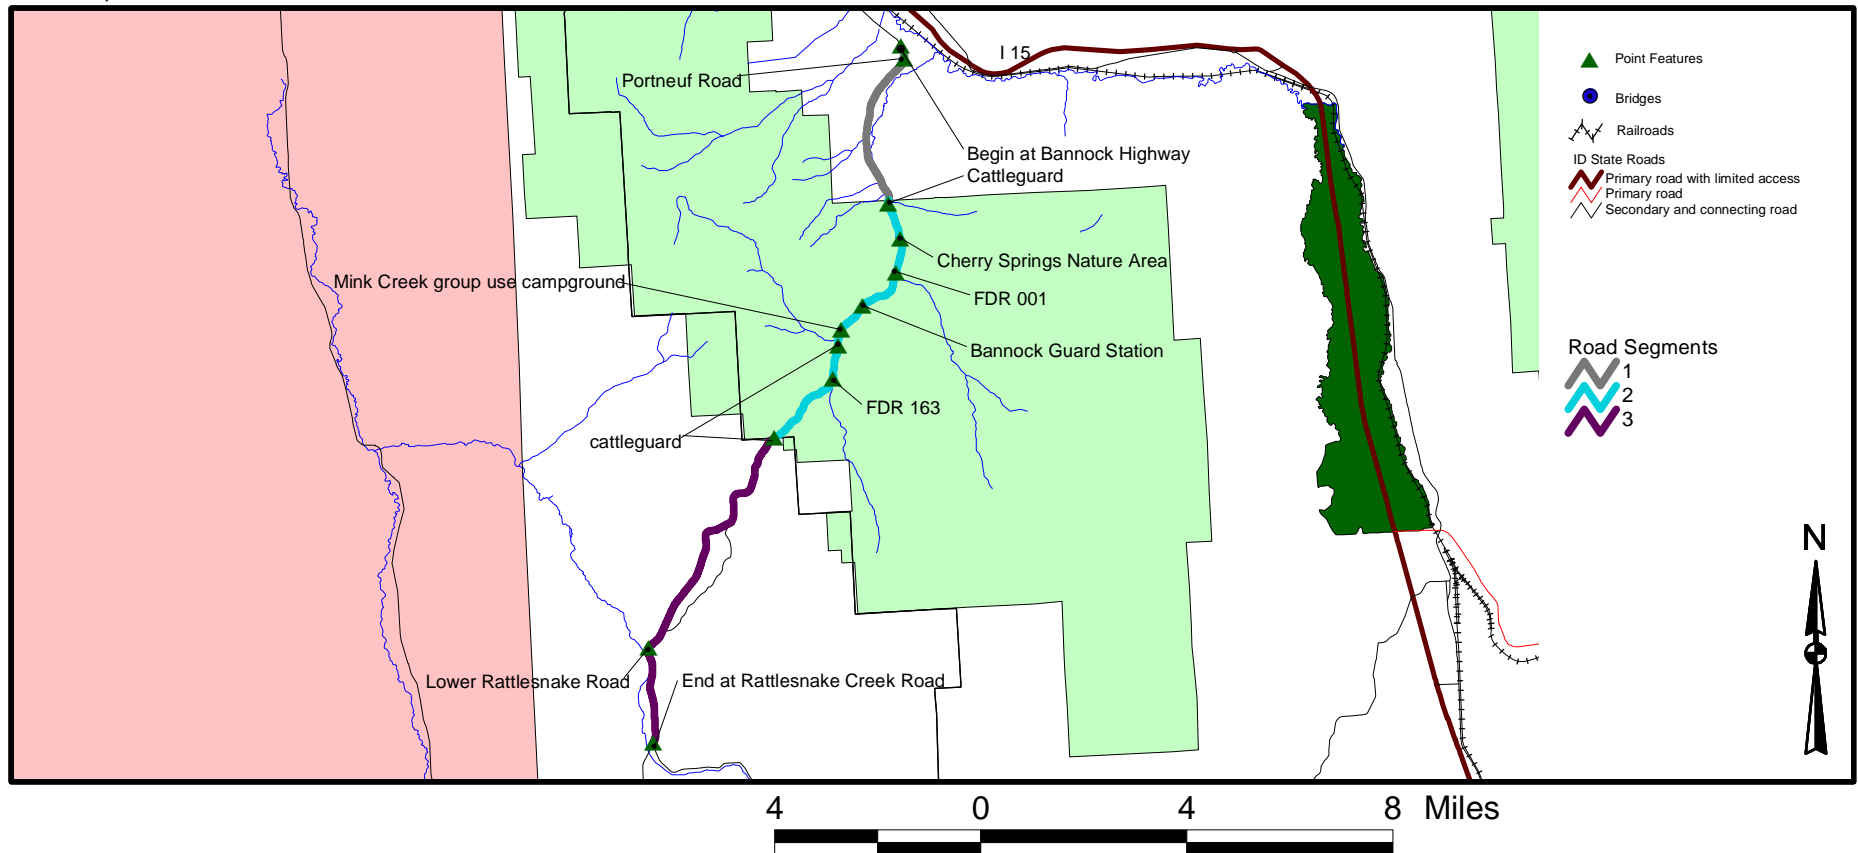 I 15
Portneuf Road
Begin at Bannock Highway
Cattleguard
Cherry Springs Nature Area
Mink Creek group use campground
FDR 001
Bannock Guard Station
FDR 163
cattleguard
Lower Rattlesnake Road
End at Rattlesnake Creek Road
Point Features
Bridges
Railroads
ID State Roads
Primary road with limited access
Primary road
Secondary and connecting road
Road Segments
1
2
3
N
4 0 4 8 Miles